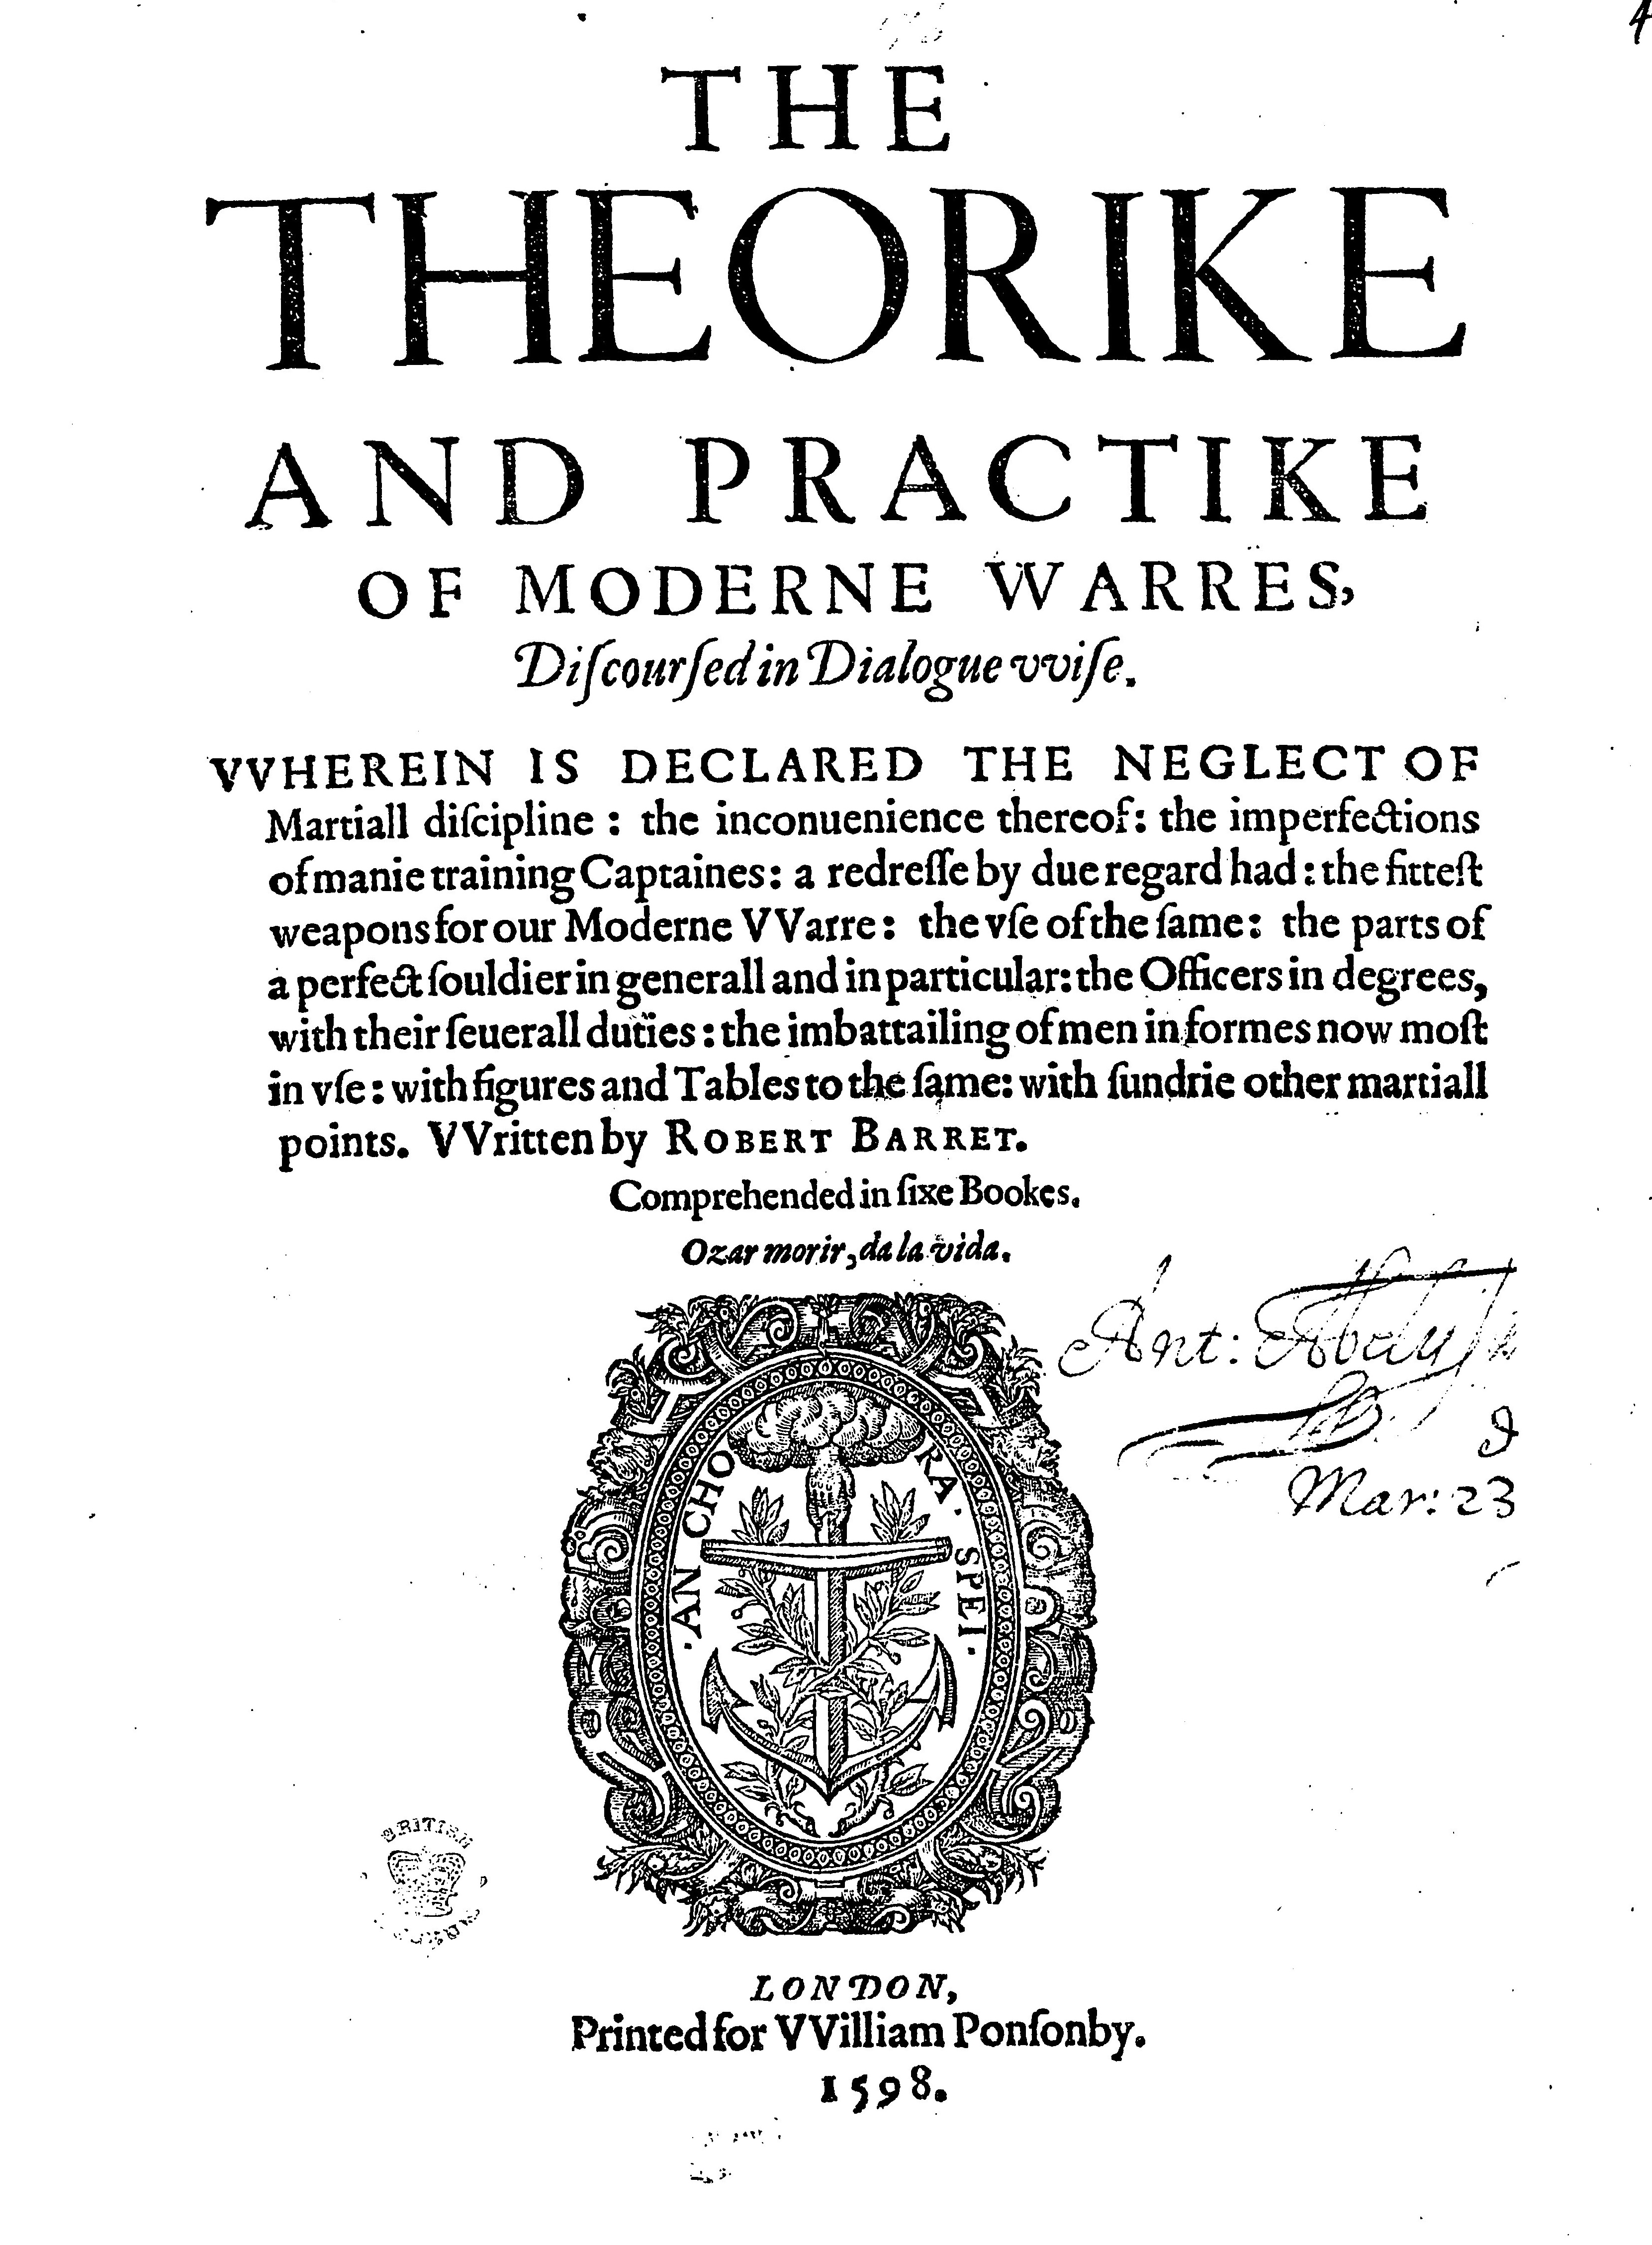 THE
THEORIKE
AND PRACTIKE
OF MODERNE WARRES,
Diſcourſed in Dialogue vviſe.
VVHEREIN IS DECLARED THE NEGLECT OF
Martiall diſcipline : the inconuenience thereof: the imperfections
of manie training Captaines: a redreſſe by due regard had : the fitteſt
weapons for our Moderne VVarre : the vſe of the ſame : the parts of
a perfect ſouldier in generall and in particular: the Officers in degrees,
with their ſeuerall duties : the imbattailing of men in formes now moſt
in vſe : with figures and Tables to the ſame: with ſundrie other martiall
points. VVritten by ROBERT BARRET.
Comprehended in ſixe Bookes.
Ozar morir, da la vida.
Ant:
Mar: 23
·AN CHO RA· SPEI·
BRITISH
LONDON,
Printed for VVilliam Ponſonby.
1598.